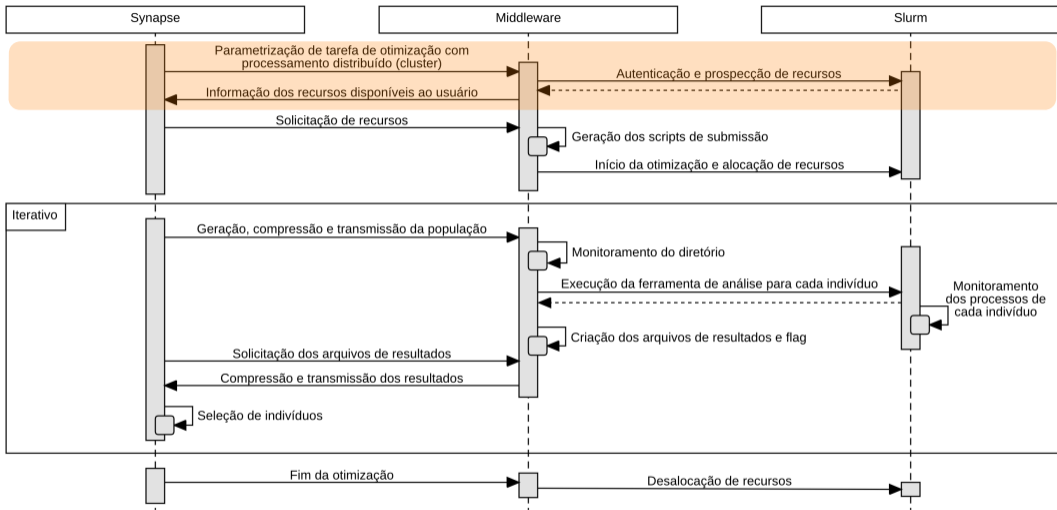 Synapse
Middleware
Slurm
Parametrização de tarefa de otimização com
processamento distribuído (cluster)
Autenticação e prospecção de recursos
Informação dos recursos disponíveis ao usuário
Solicitação de recursos
Geração dos scripts de submissão
Início da otimização e alocação de recursos
Iterativo
Geração, compressão e transmissão da população
Monitoramento do diretório
Execução da ferramenta de análise para cada indivíduo
Monitoramento
dos processos de
cada indivíduo
Criação dos arquivos de resultados e flag
Solicitação dos arquivos de resultados
Compressão e transmissão dos resultados
Seleção de indivíduos
Fim da otimização
Desalocação de recursos